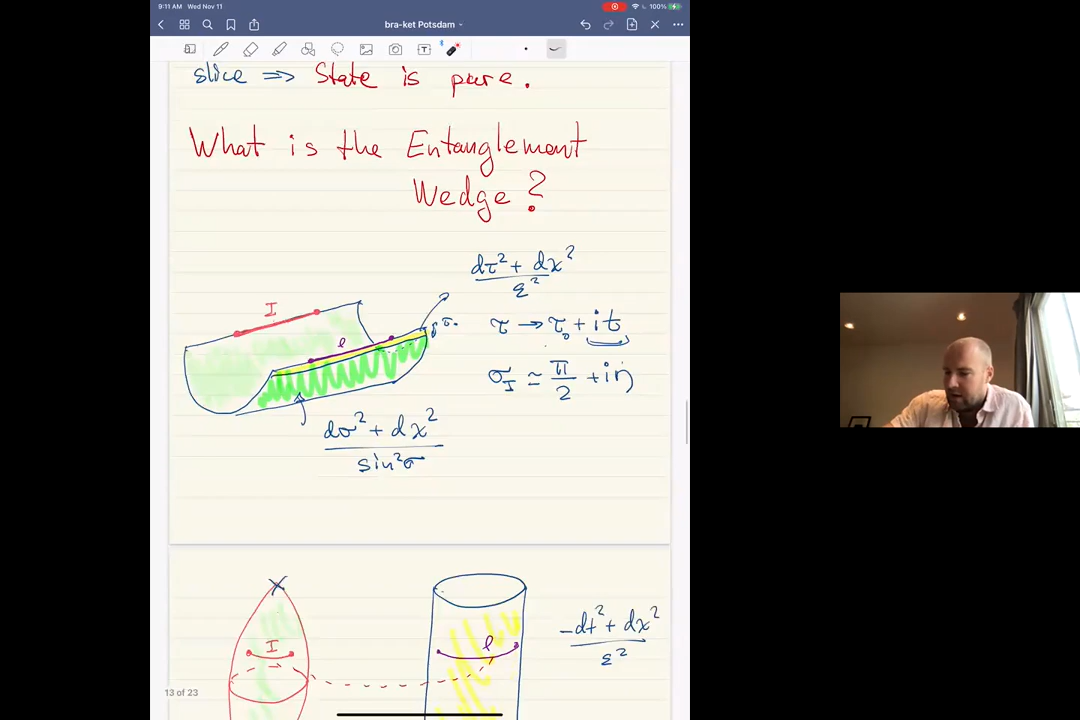 9:11 AM Wed Nov 11
100%
bra-ket Potsdam
slice ⇒ State is pure.
What is the Entanglement
Wedge?
dτ² + dx²
ε²
I
τ → τ₀ + it
l
σ_I ≃ π/2 + iη
dσ² + dx²
sin²σ
I
l
-dt² + dx²
ε²
13 of 23